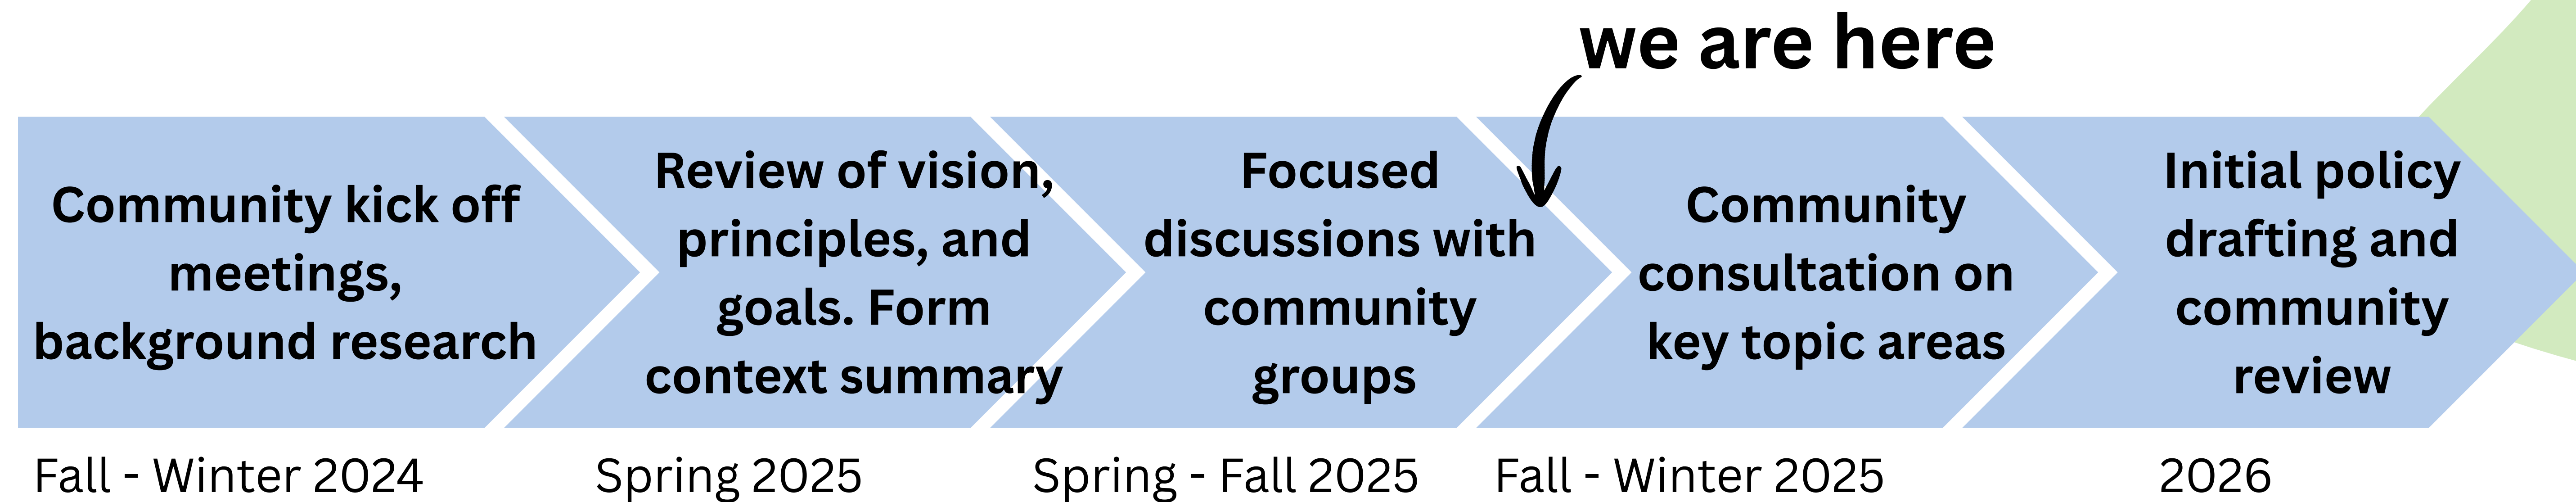 we are here
Community kick off
meetings,
background research
Review of vision,
principles, and
goals. Form
context summary
Focused
discussions with
community
groups
Community
consultation on
key topic areas
Initial policy
drafting and
community
review
Fall - Winter 2024
Spring 2025
Spring - Fall 2025
Fall - Winter 2025
2026